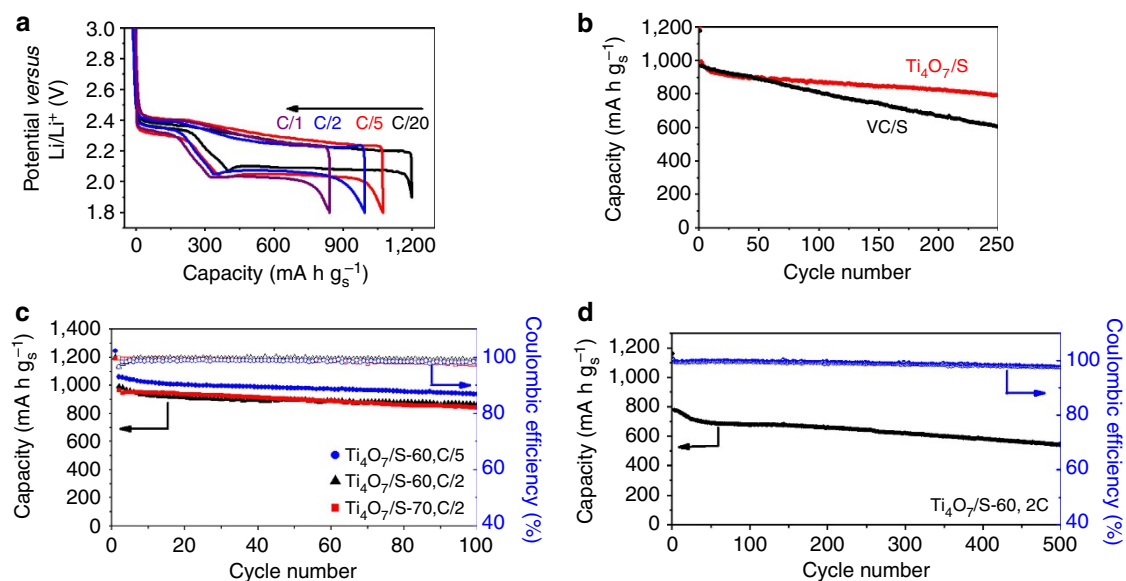 a
3.0
2.8
2.6
2.4
2.2
2.0
1.8
Potential versus
Li/Li⁺ (V)
C/1 C/2 C/5 C/20
0 300 600 900 1,200
Capacity (mA h gₛ⁻¹)
b
1,200
1,000
800
600
400
200
0
Capacity (mA h gₛ⁻¹)
Ti₄O₇/S
VC/S
0 50 100 150 200 250
Cycle number
c
1,400
1,200
1,000
800
600
400
200
0
Capacity (mA h gₛ⁻¹)
Ti₄O₇/S-60,C/5
Ti₄O₇/S-60,C/2
Ti₄O₇/S-70,C/2
100
80
60
40
Coulombic efficiency (%)
0 20 40 60 80 100
Cycle number
d
1,200
1,000
800
600
400
200
0
Capacity (mA h gₛ⁻¹)
Ti₄O₇/S-60, 2C
100
80
60
40
Coulombic efficiency (%)
0 100 200 300 400 500
Cycle number